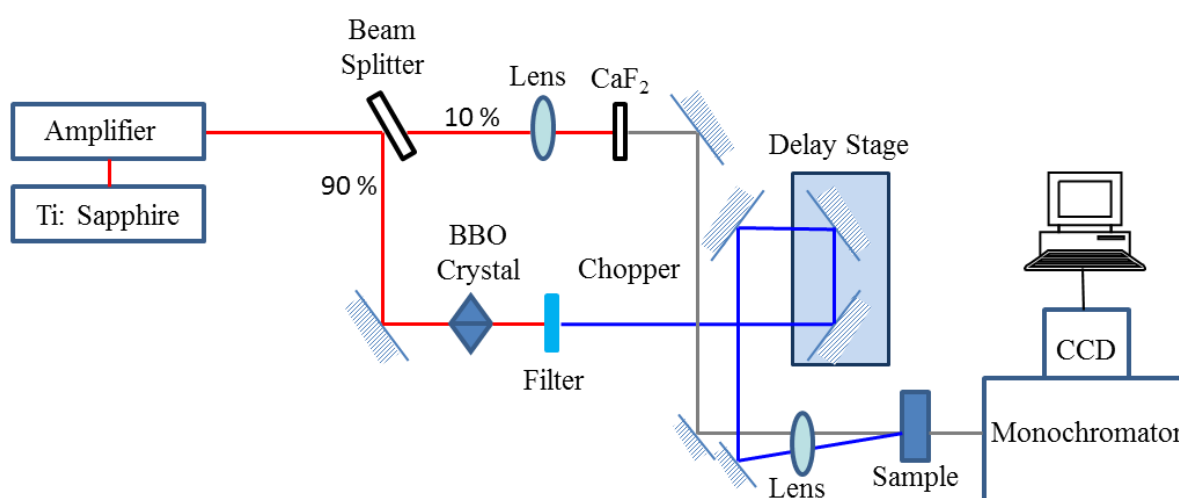 Beam
Splitter
Lens
CaF₂
Amplifier
10 %
Delay Stage
90 %
Ti: Sapphire
BBO
Crystal
Chopper
Filter
CCD
Monochromator
Sample
Lens